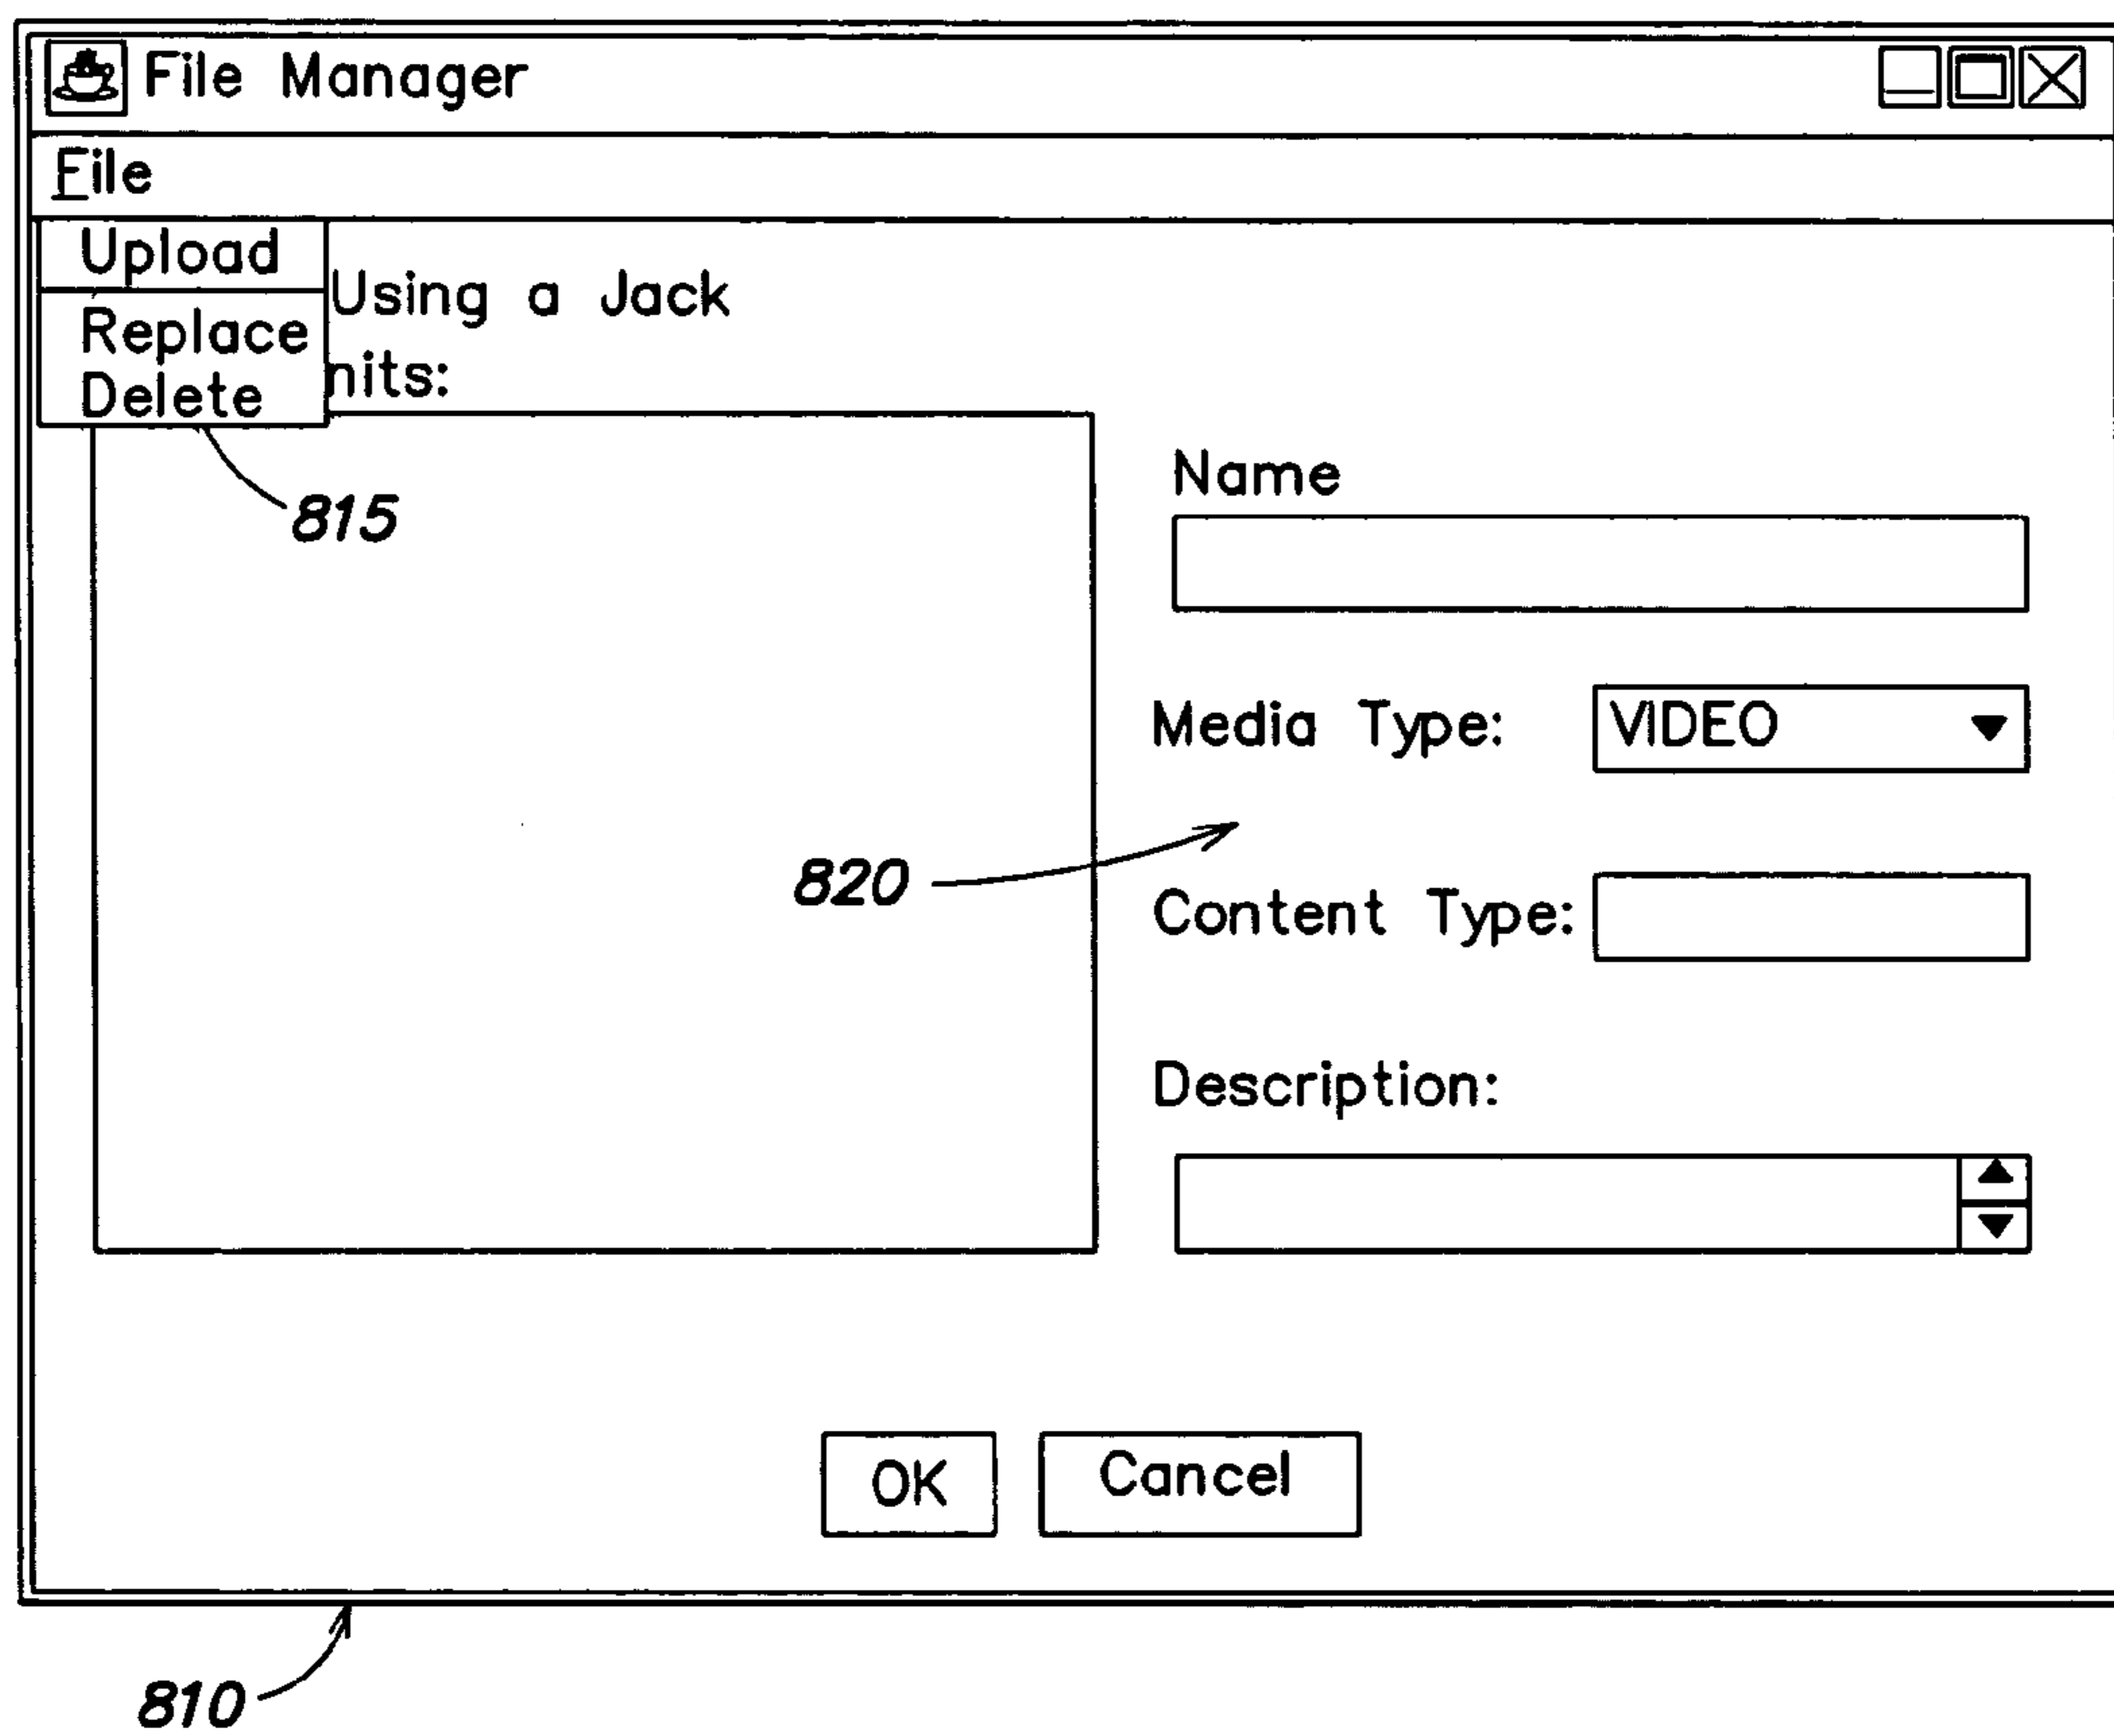 File Manager
File
Upload
Using a Jack
Replace
nits:
Delete
815
Name
Media Type: VIDEO
820
Content Type:
Description:
OK Cancel
810